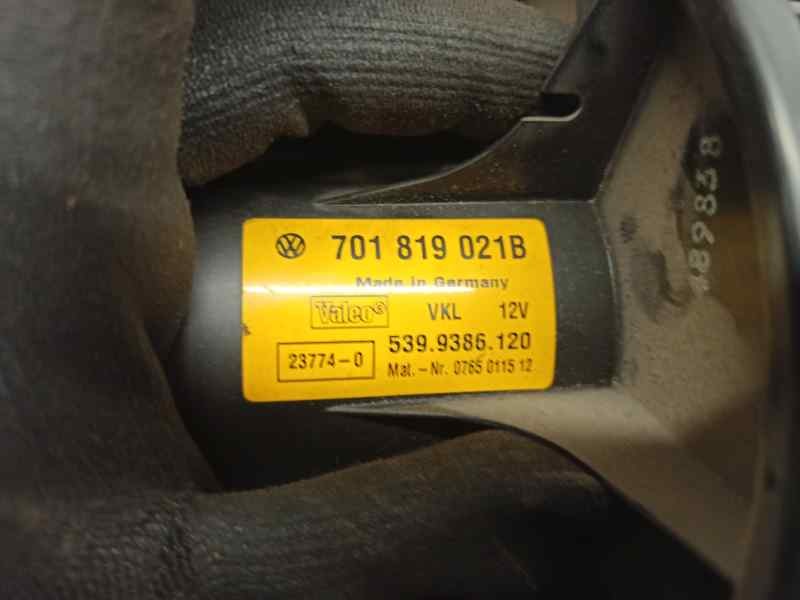 701 819 021B
Made in Germany
Valeo VKL 12V
539.9386.120
23774-0
Mat.-Nr. 0765 0115 12